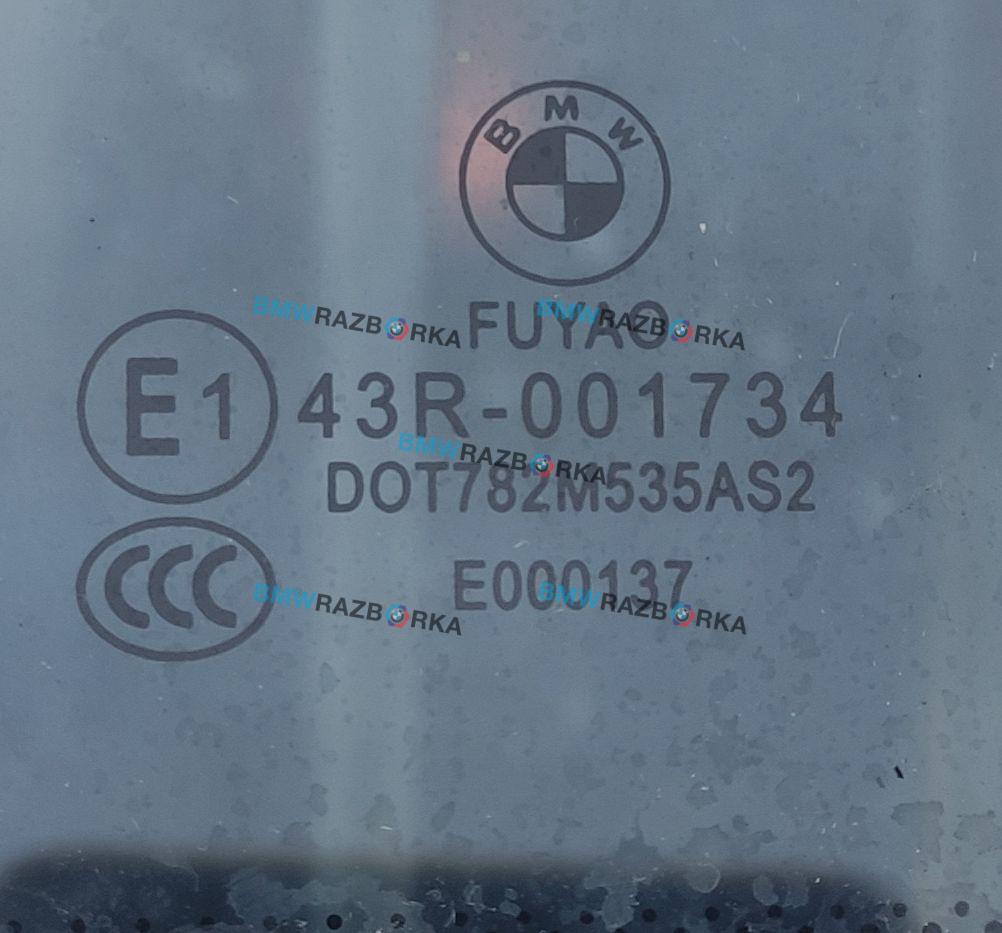 BMW
FUYAO
E1 43R-001734
DOT782M535AS2
CCC E000137
BMWRAZBORKA
BMWRAZBORKA
BMWRAZBORKA
BMWRAZBORKA
BMWRAZBORKA